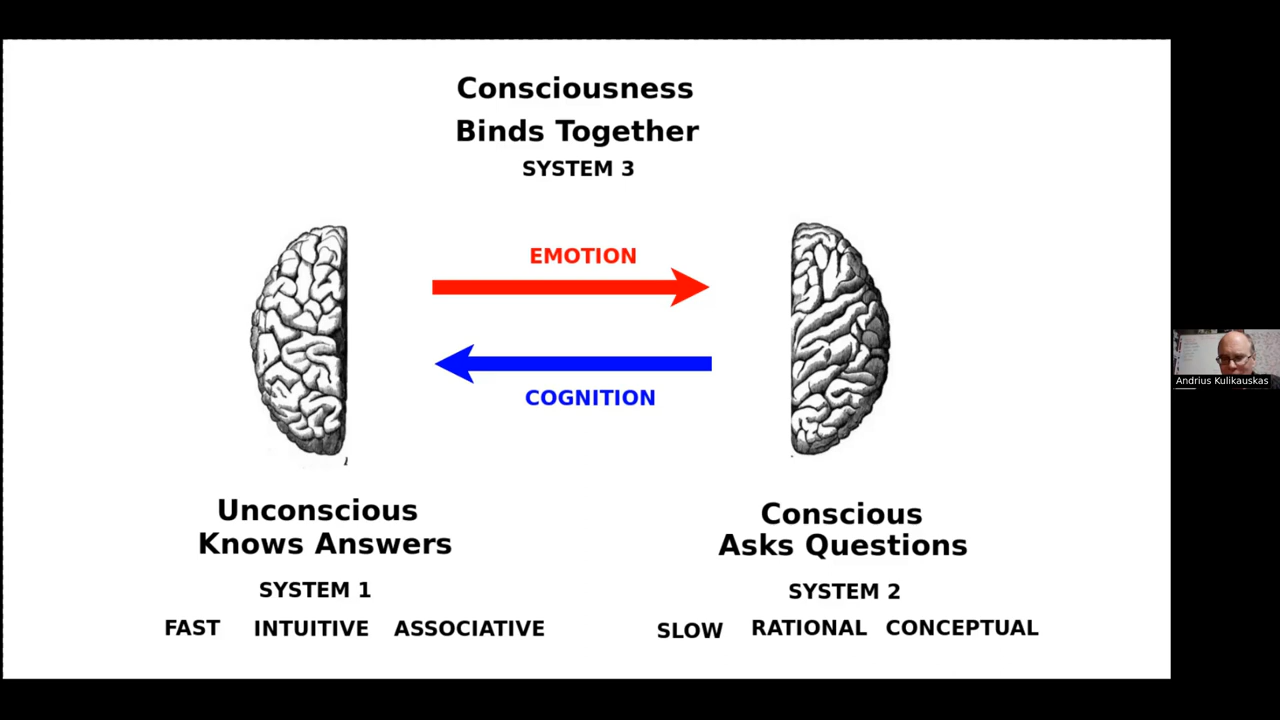 Consciousness
Binds Together
SYSTEM 3
EMOTION
COGNITION
Unconscious
Knows Answers
SYSTEM 1
FAST INTUITIVE ASSOCIATIVE
Conscious
Asks Questions
SYSTEM 2
SLOW RATIONAL CONCEPTUAL
Andrius Kulikauskas